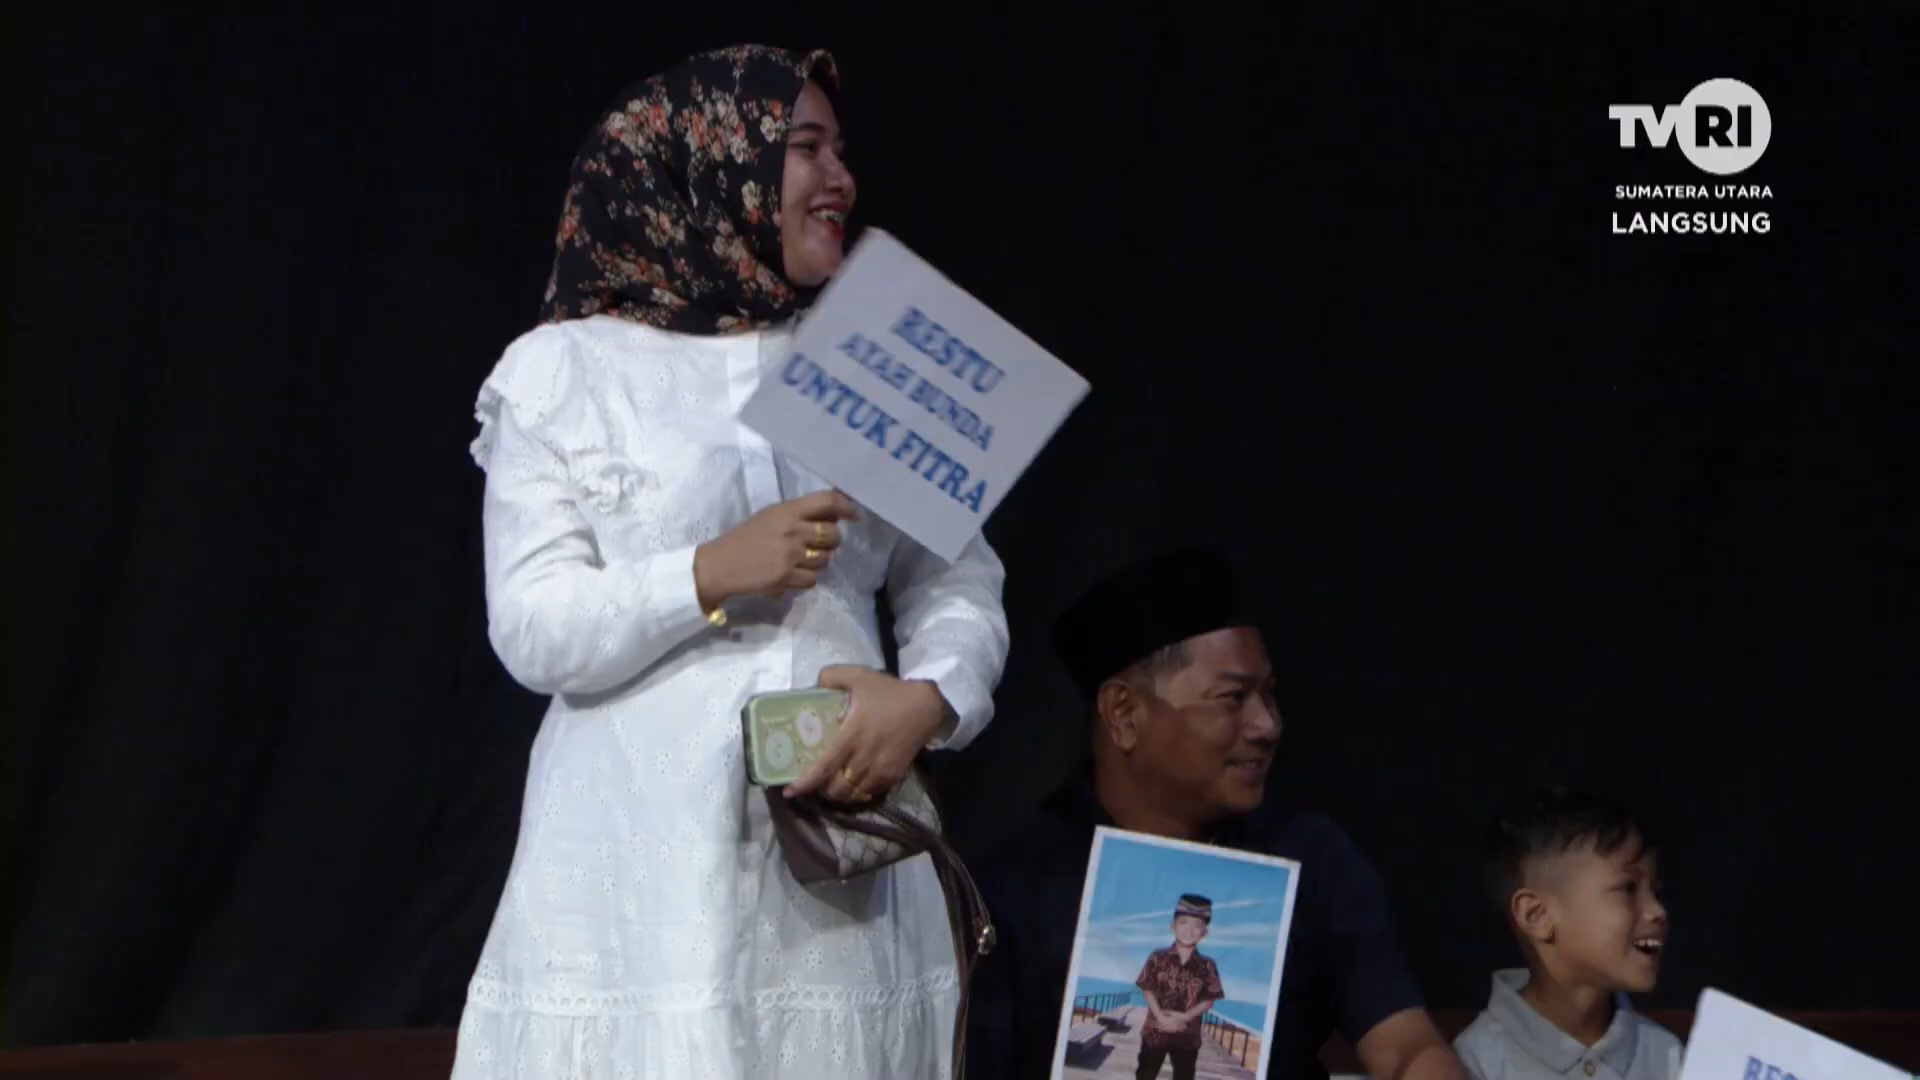 TVRI
SUMATERA UTARA
LANGSUNG
RESTU
AYAH BUNDA
UNTUK FITRA